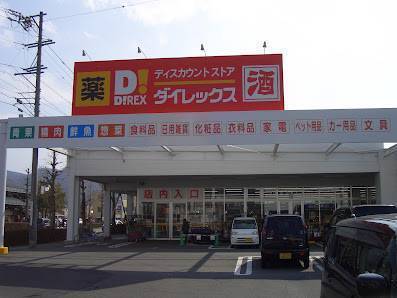 薬 D! DIREX ディスカウントストア ダイレックス 酒
青果 精肉 鮮魚 惣菜 食料品 日用雑貨 化粧品 衣料品 家電 ペット用品 カー用品 文具
店内入口